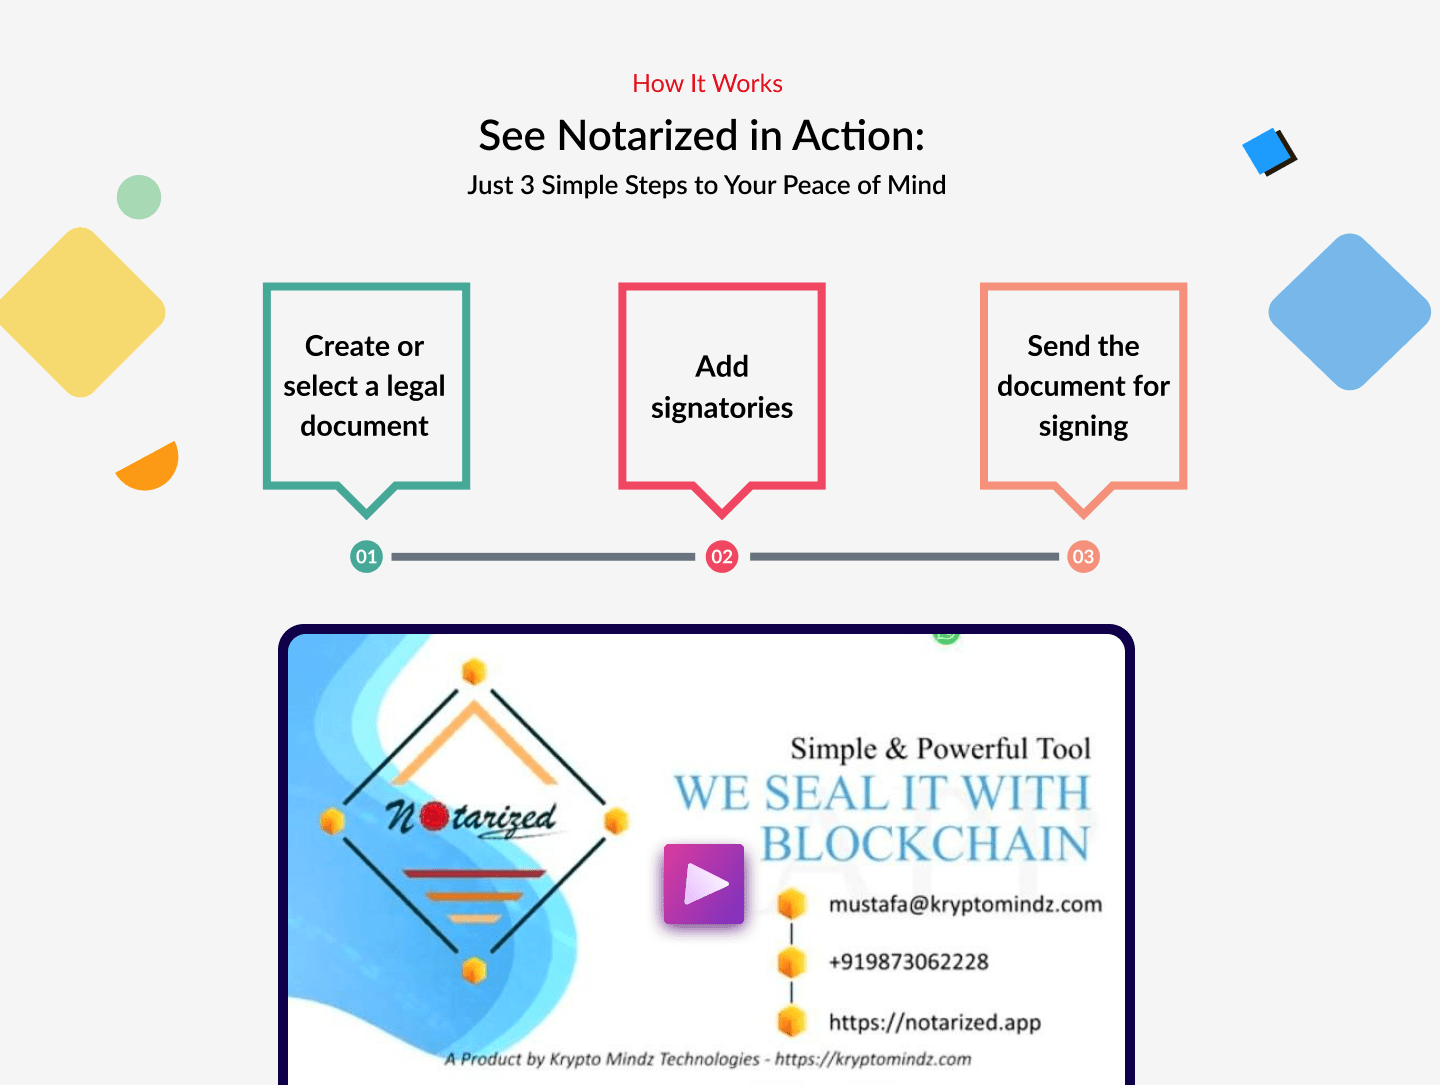 How It Works
See Notarized in Action:
Just 3 Simple Steps to Your Peace of Mind
Create or
select a legal
document
Add
signatories
Send the
document for
signing
01
02
03
Notarized
Simple & Powerful Tool
WE SEAL IT WITH
BLOCKCHAIN
mustafa@kryptomindz.com
+919873062228
https://notarized.app
A Product by Krypto Mindz Technologies - https://kryptomindz.com